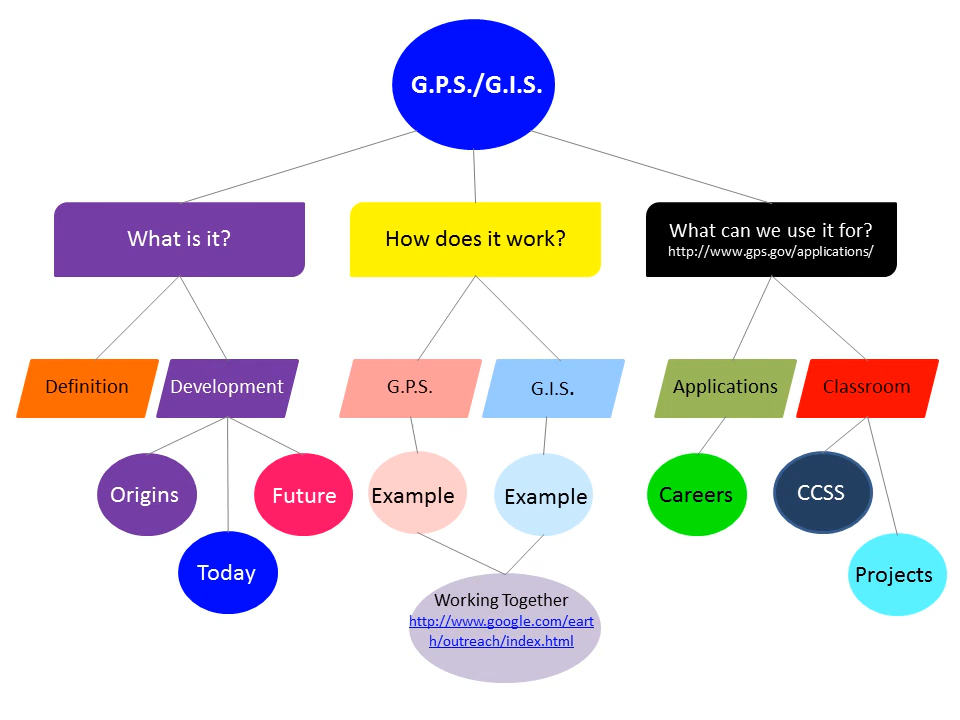 G.P.S./G.I.S.
What is it?
How does it work?
What can we use it for?
http://www.gps.gov/applications/
Definition
Development
G.P.S.
G.I.S.
Applications
Classroom
Origins
Future
Example
Example
Careers
CCSS
Today
Projects
Working Together
http://www.google.com/eart
h/outreach/index.html